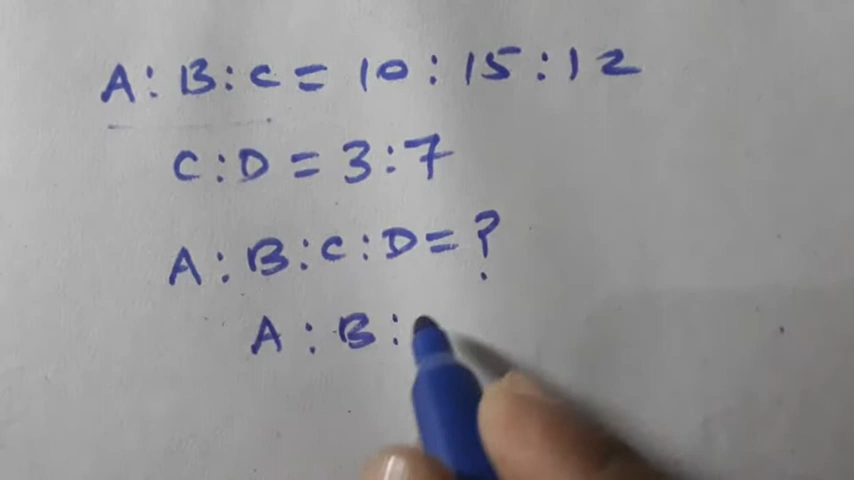 A : B : C = 10 : 15 : 12
C : D = 3 : 7
A : B : C : D = ?
A : B :